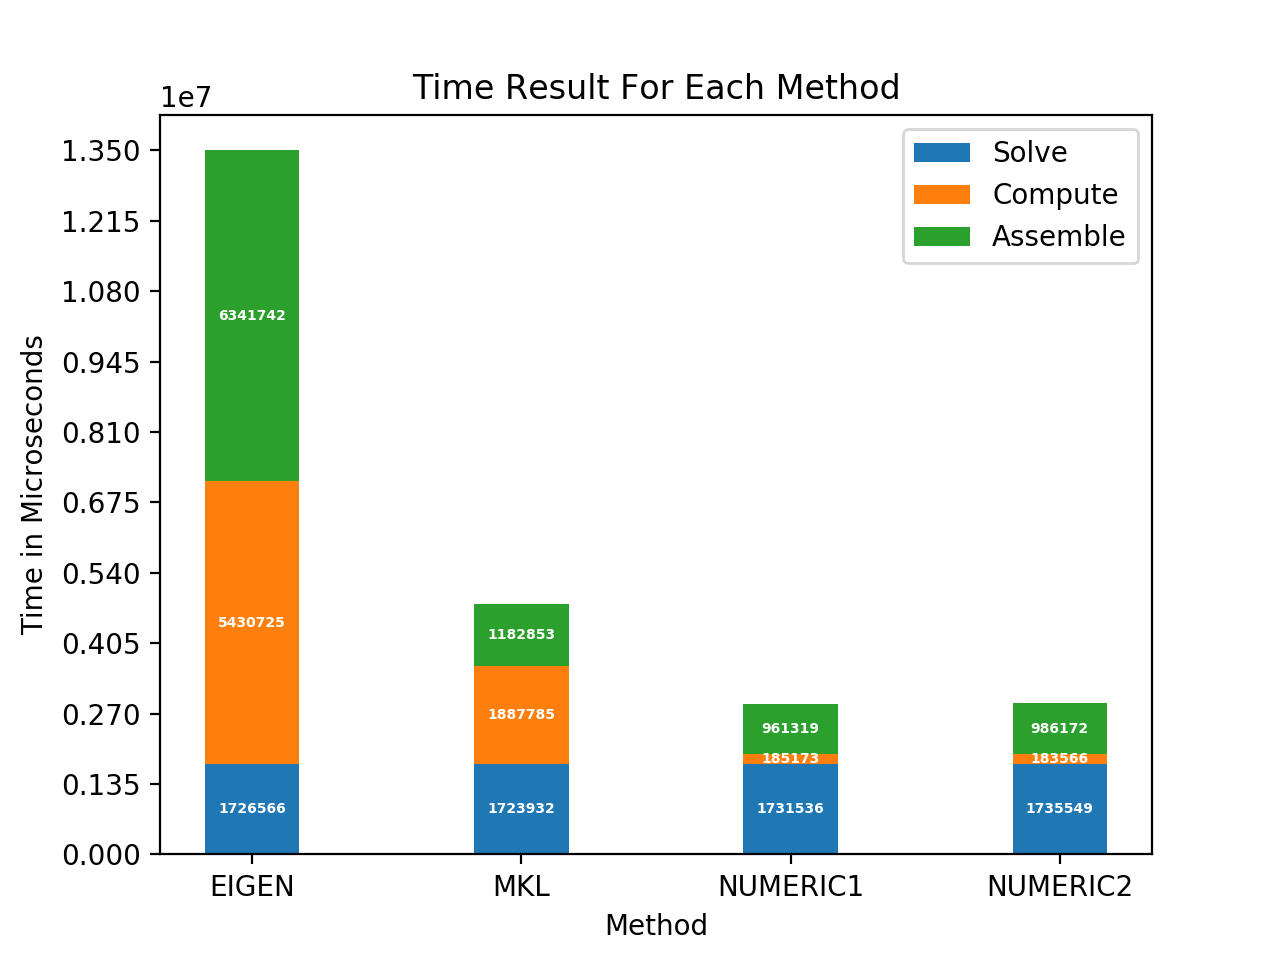 Time Result For Each Method
1e7
1.350
1.215
1.080
0.945
0.810
0.675
0.540
0.405
0.270
0.135
0.000
Time in Microseconds
Solve
Compute
Assemble
6341742
5430725
1726566
1182853
1887785
1723932
961319
185173
1731536
986172
183566
1735549
EIGEN
MKL
NUMERIC1
NUMERIC2
Method